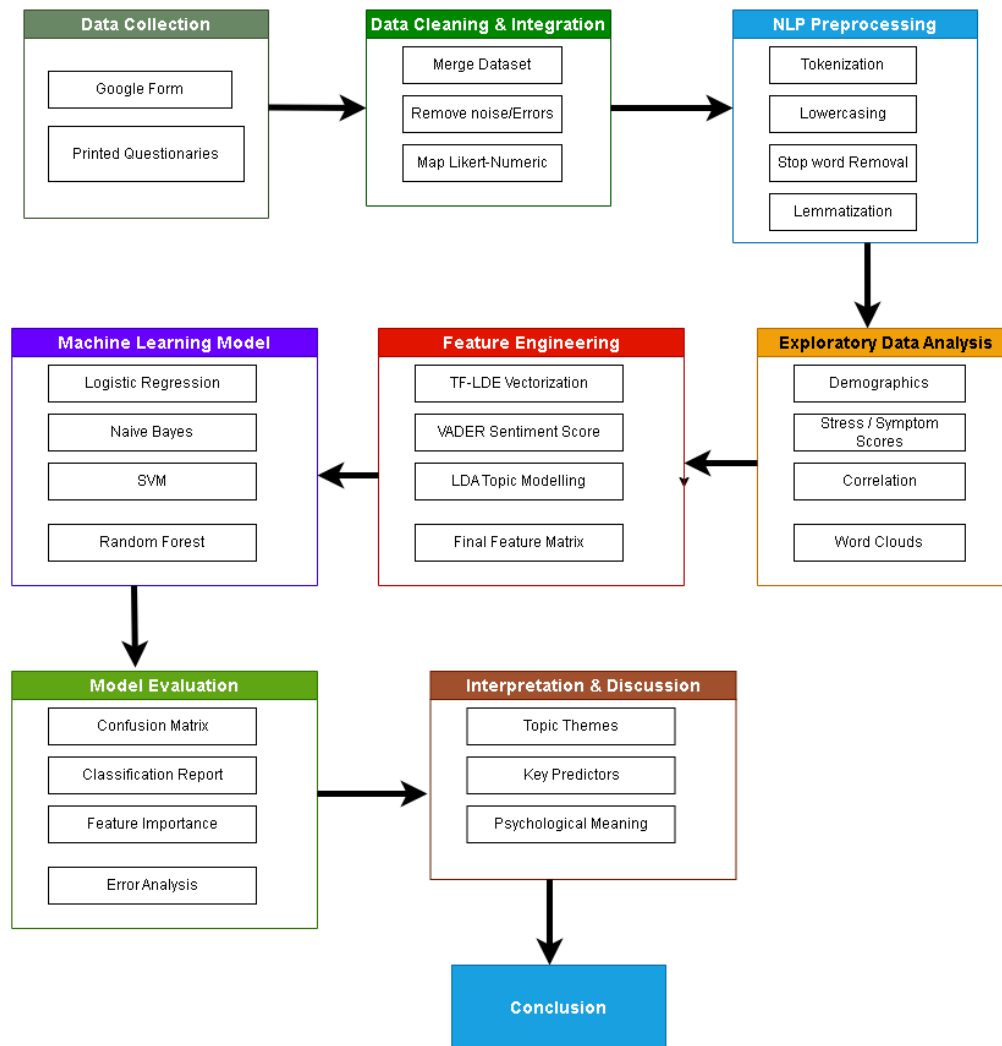 Data Collection
Google Form
Printed Questionaries
Data Cleaning & Integration
Merge Dataset
Remove noise/Errors
Map Likert-Numeric
NLP Preprocessing
Tokenization
Lowercasing
Stop word Removal
Lemmatization
Machine Learning Model
Logistic Regression
Naive Bayes
SVM
Random Forest
Feature Engineering
TF-LDE Vectorization
VADER Sentiment Score
LDA Topic Modelling
Final Feature Matrix
Exploratory Data Analysis
Demographics
Stress / Symptom
Scores
Correlation
Word Clouds
Model Evaluation
Confusion Matrix
Classification Report
Feature Importance
Error Analysis
Interpretation & Discussion
Topic Themes
Key Predictors
Psychological Meaning
Conclusion